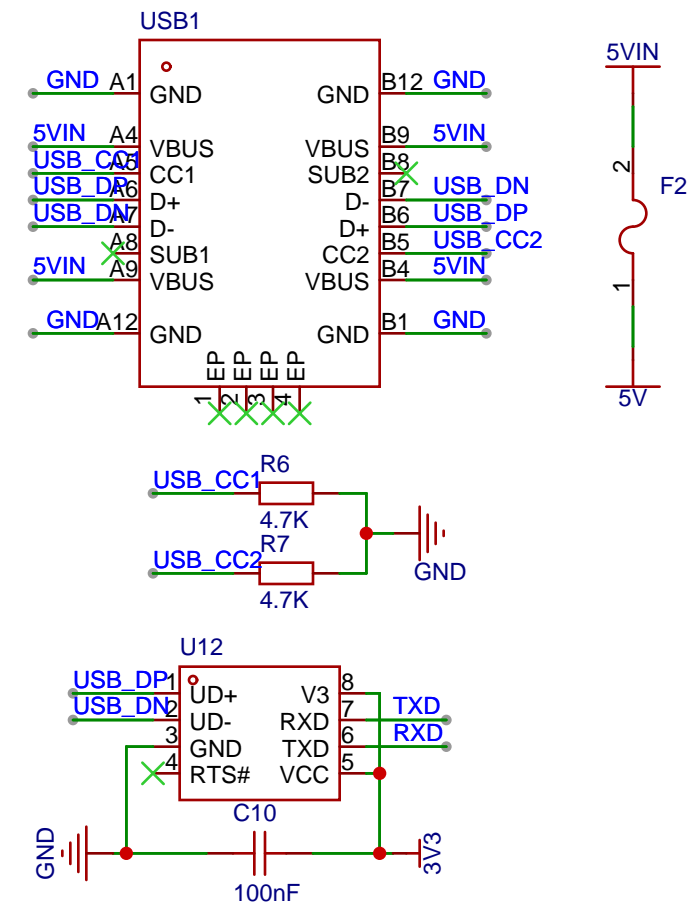 USB1
GND A1 GND GND B12 GND
5VIN A4 VBUS VBUS B9 5VIN
USB_CC1 A5 CC1 SUB2 B8
USB_DP A6 D+ D- B7 USB_DN
USB_DN A7 D- D+ B6 USB_DP
A8 SUB1 CC2 B5 USB_CC2
5VIN A9 VBUS VBUS B4 5VIN
GND A12 GND GND B1 GND
EP EP EP EP
1 2 3 4
5VIN
2
F2
1
5V
R6
USB_CC1
4.7K
R7
USB_CC2
4.7K
GND
U12
USB_DP 1 UD+ V3 8
USB_DN 2 UD- RXD 7 TXD
3 GND TXD 6 RXD
4 RTS# VCC 5
C10
GND
3V3
100nF